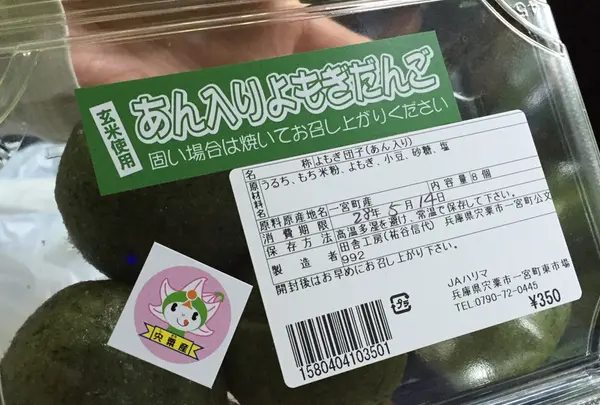 玄米使用
あん入りよもぎだんご
固い場合は焼いてお召し上がりください
称 よもぎ団子(あん入り)
原材料 うるち、もち米粉、よもぎ、小豆、砂糖、塩
原料原産地名 一宮町産 内容量8個
消費期限 28年5月14日
保存方法 高温多湿を避け、常温で保存して下さい。
製造者 田舎工房(祐谷信代) 兵庫県宍粟市一宮町公文
992
開封後はお早めにお召し上がり下さい。
JAハリマ
兵庫県宍粟市一宮町東市場
TEL.0790-72-0445
¥350
1580404103501
宍粟産